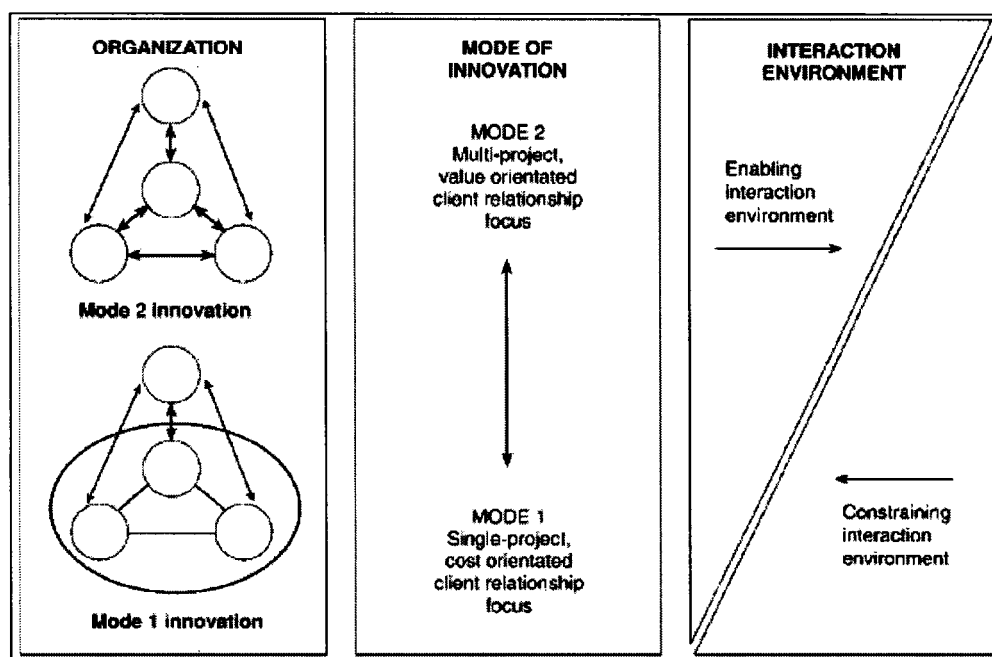 ORGANIZATION
Mode 2 innovation
Mode 1 innovation
MODE OF
INNOVATION
MODE 2
Multi-project,
value orientated
client relationship
focus
MODE 1
Single-project,
cost orientated
client relationship
focus
INTERACTION
ENVIRONMENT
Enabling
interaction
environment
Constraining
interaction
environment